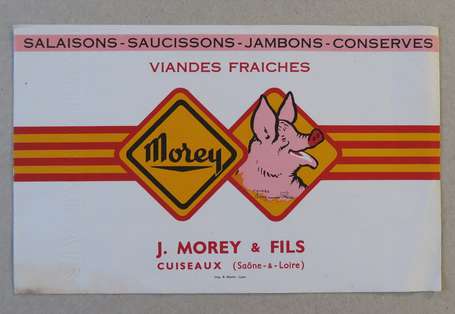 SALAISONS - SAUCISSONS - JAMBONS - CONSERVES
VIANDES FRAICHES
Morey
J. MOREY & FILS
CUISEAUX (Saône-&-Loire)